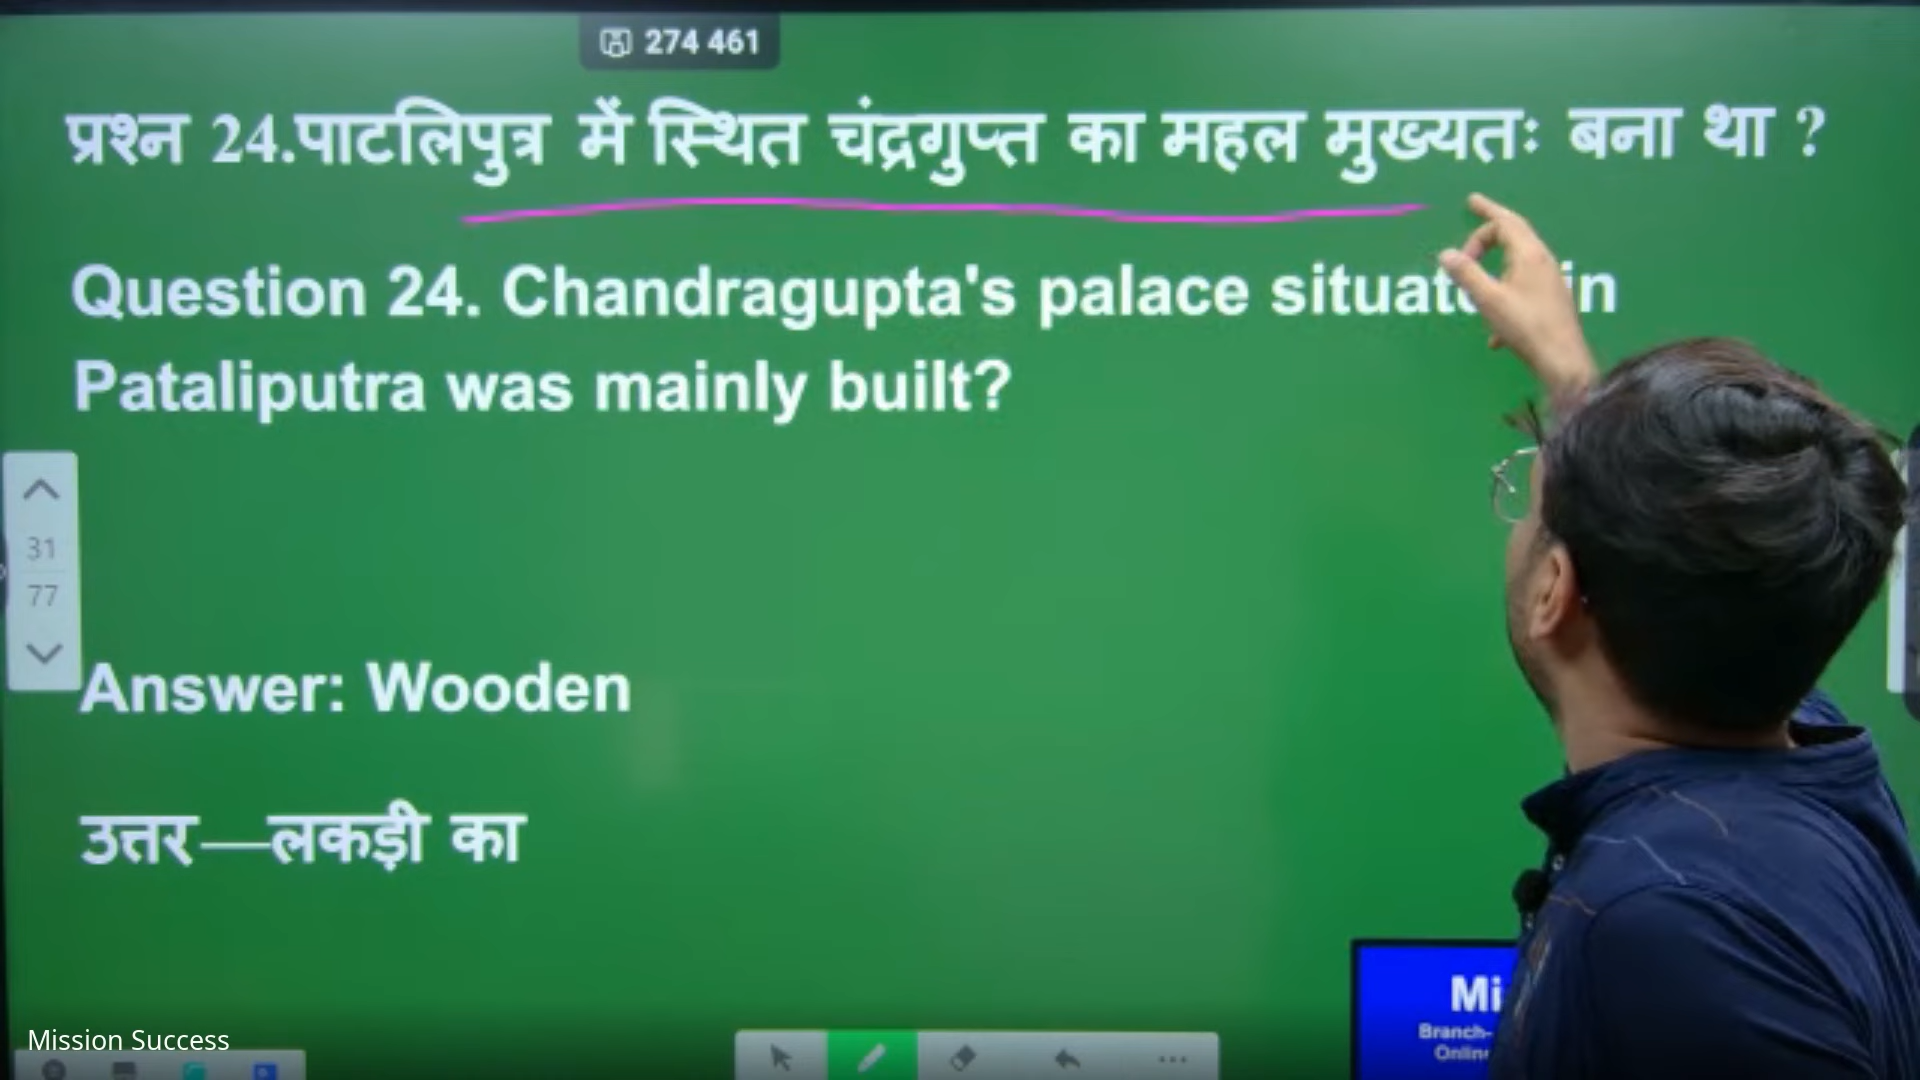 274 461
प्रश्न 24.पाटलिपुत्र में स्थित चंद्रगुप्त का महल मुख्यतः बना था ?
Question 24. Chandragupta's palace in
Pataliputra was mainly built?
31
77
Answer: Wooden
उत्तर—लकड़ी का
Mission Success